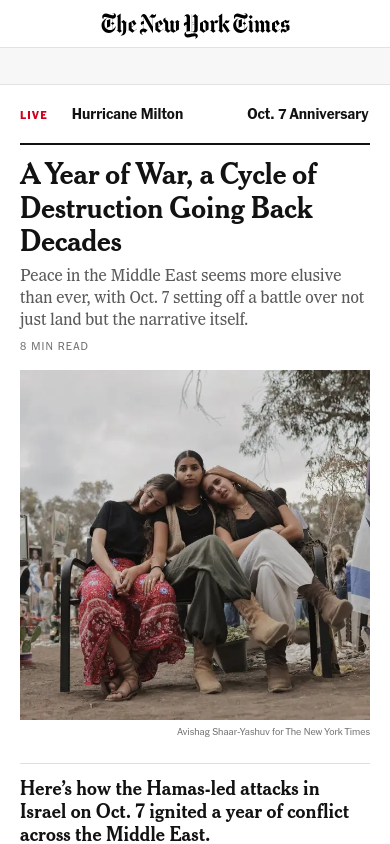 The New York Times
LIVE Hurricane Milton Oct. 7 Anniversary
A Year of War, a Cycle of
Destruction Going Back
Decades
Peace in the Middle East seems more elusive
than ever, with Oct. 7 setting off a battle over not
just land but the narrative itself.
8 MIN READ
Avishag Shaar-Yashuv for The New York Times
Here’s how the Hamas-led attacks in
Israel on Oct. 7 ignited a year of conflict
across the Middle East.